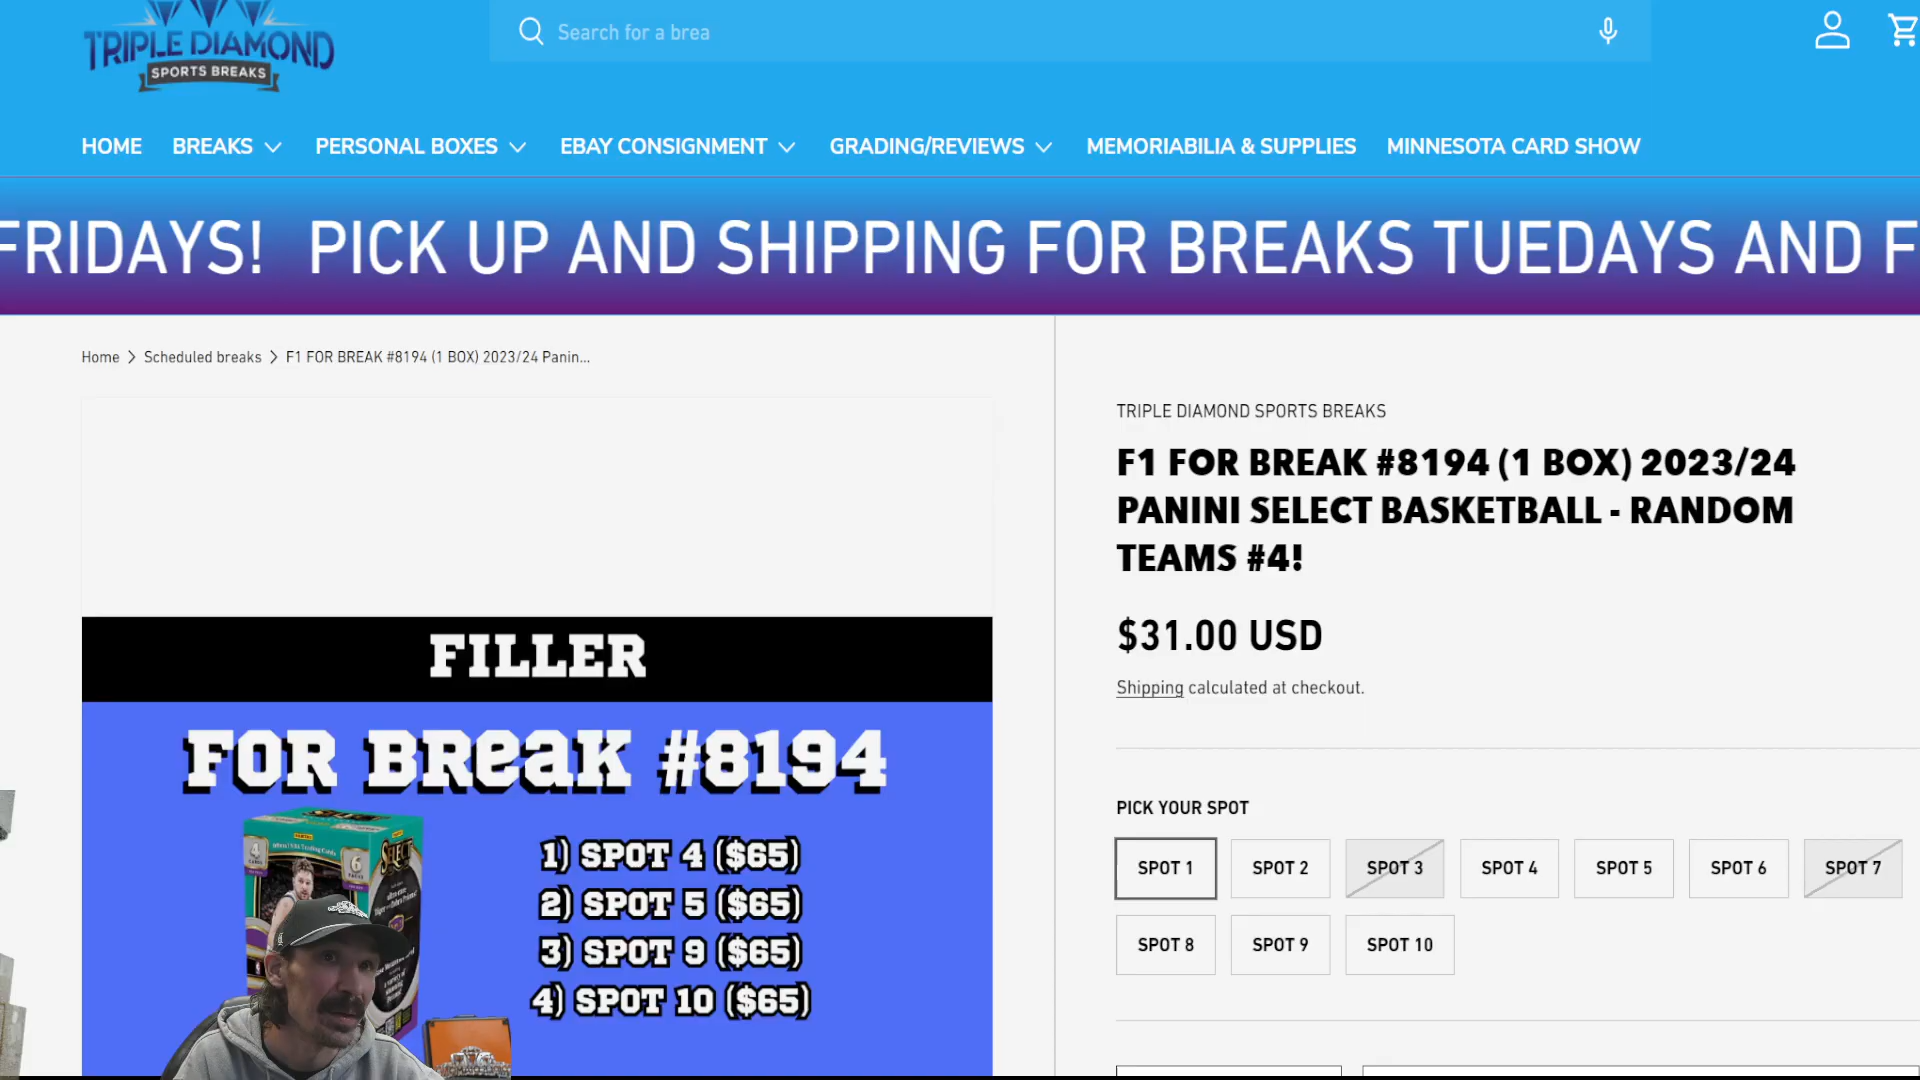 TRIPLE DIAMOND
SPORTS BREAKS
Search for a brea
HOME
BREAKS
PERSONAL BOXES
EBAY CONSIGNMENT
GRADING/REVIEWS
MEMORIABILIA & SUPPLIES
MINNESOTA CARD SHOW
FRIDAYS! PICK UP AND SHIPPING FOR BREAKS TUEDAYS AND F
Home > Scheduled breaks > F1 FOR BREAK #8194 (1 BOX) 2023/24 Panin...
TRIPLE DIAMOND SPORTS BREAKS
F1 FOR BREAK #8194 (1 BOX) 2023/24
PANINI SELECT BASKETBALL - RANDOM
TEAMS #4!
$31.00 USD
Shipping calculated at checkout.
PICK YOUR SPOT
SPOT 1
SPOT 2
SPOT 3
SPOT 4
SPOT 5
SPOT 6
SPOT 7
SPOT 8
SPOT 9
SPOT 10
FILLER
FOR BREAK #8194
SELECT
4
6
1) SPOT 4 ($65)
2) SPOT 5 ($65)
3) SPOT 9 ($65)
4) SPOT 10 ($65)